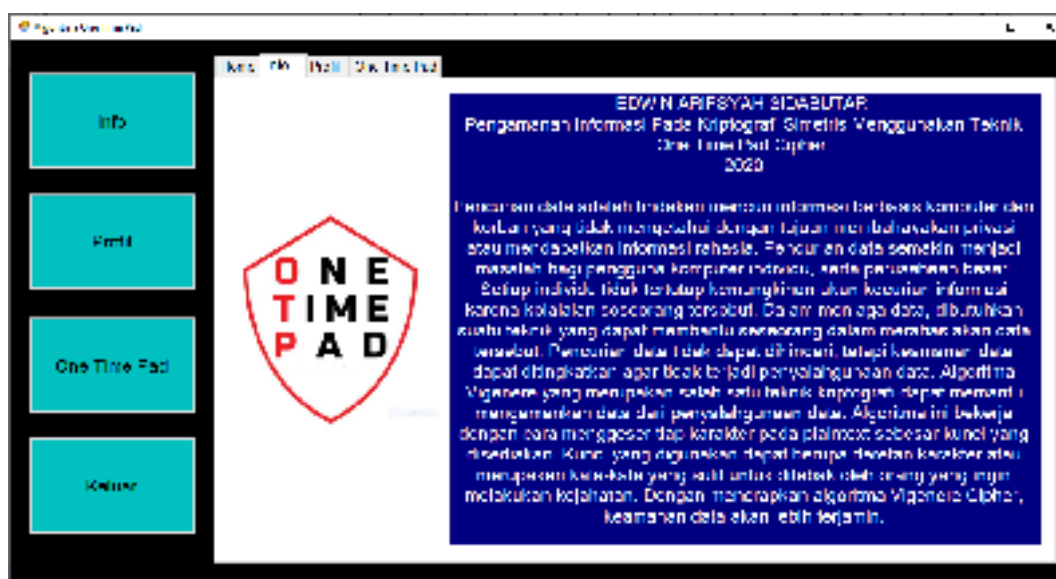 Info
Profil
One Time Pad
Keluar
Home Info Profil One Time Pad
ONE
TIME
PAD
EDWIN ARIFSYAH SIDABUTAR
Pengamanan Informasi Pada Kriptografi Simetris Menggunakan Teknik
One Time Pad Cipher
2020
Pencurian data adalah tindakan mencuri informasi berbasis komputer dari
korban yang tidak mengetahui dengan tujuan membahayakan privasi
atau mendapatkan informasi rahasia. Pencurian data semakin menjadi
masalah bagi pengguna komputer individu, serta perusahaan besar.
Setiap individu tidak tertutup kemungkinan akan kecurian informasi
karena kelalaian seseorang tersebut. Dalam menjaga data, dibutuhkan
suatu teknik yang dapat membantu seseorang dalam merahasiakan data
tersebut. Pencurian data tidak dapat dihindari, tetapi keamanan data
dapat ditingkatkan agar tidak terjadi penyalahgunaan data. Algoritma
Vigenere yang merupakan salah satu teknik kriptografi dapat
mengamankan data dari penyalahgunaan data. Algoritma ini bekerja
dengan cara menggeser tiap karakter pada plaintext sebesar kunci yang
disediakan. Kunci yang digunakan dapat berupa deretan karakter atau
merupakan kata-kata yang sulit untuk ditebak oleh orang yang ingin
melakukan kejahatan. Dengan menerapkan algoritma Vigenere Cipher,
keamanan data akan lebih terjamin.